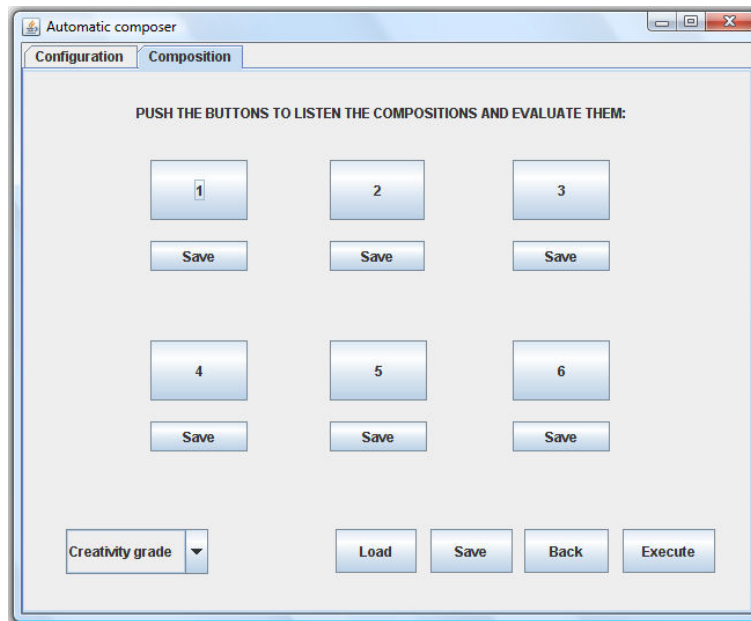 Automatic composer
Configuration Composition
PUSH THE BUTTONS TO LISTEN THE COMPOSITIONS AND EVALUATE THEM:
1 2 3
Save Save Save
4 5 6
Save Save Save
Creativity grade Load Save Back Execute